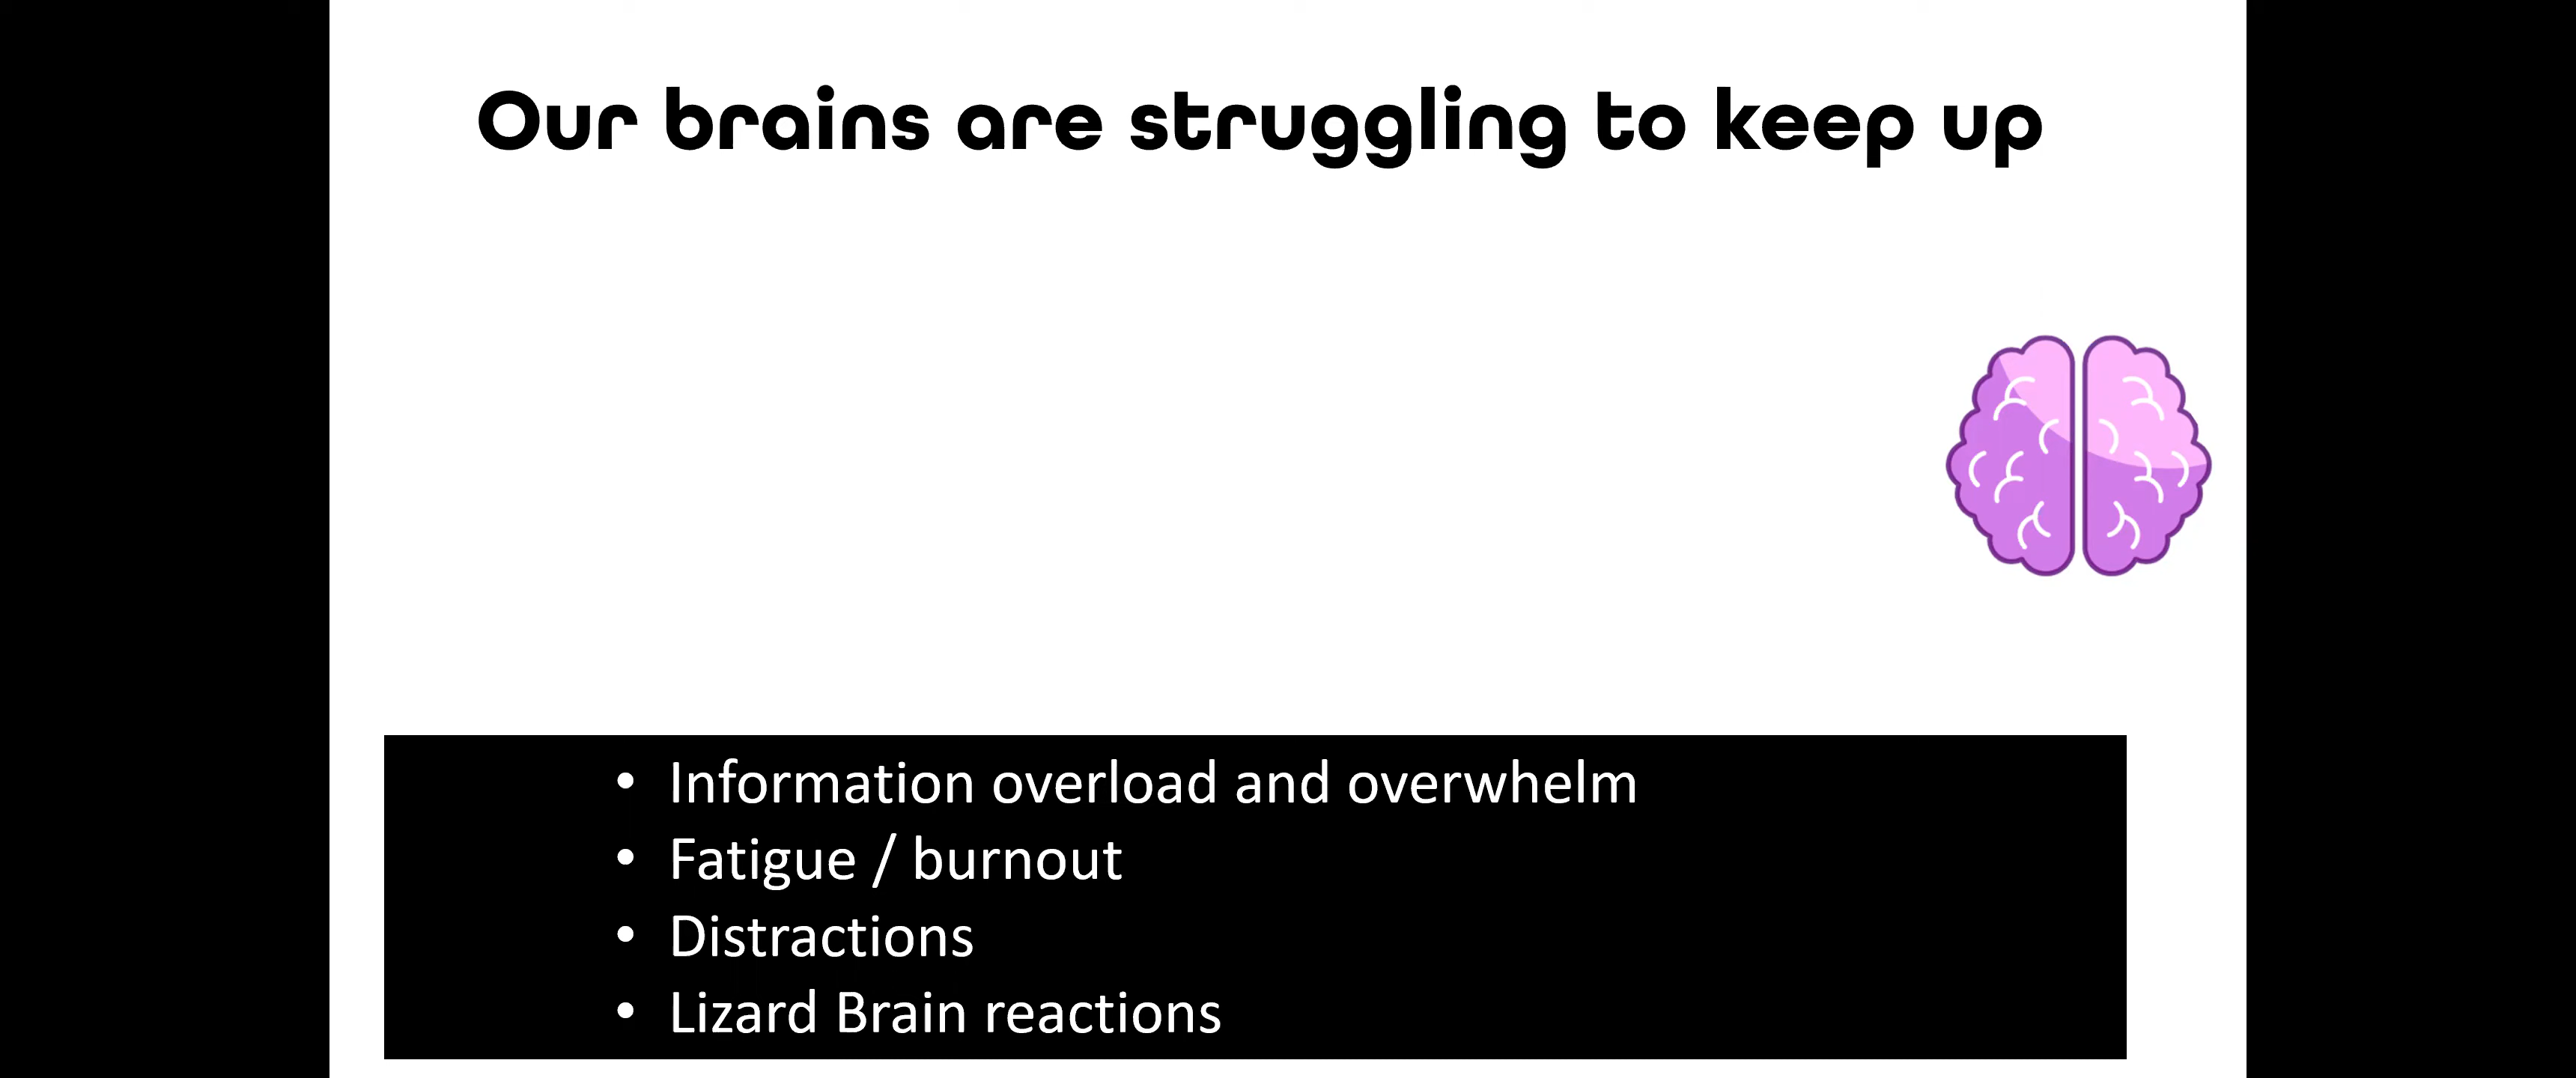 Our brains are struggling to keep up
• Information overload and overwhelm
• Fatigue / burnout
• Distractions
• Lizard Brain reactions